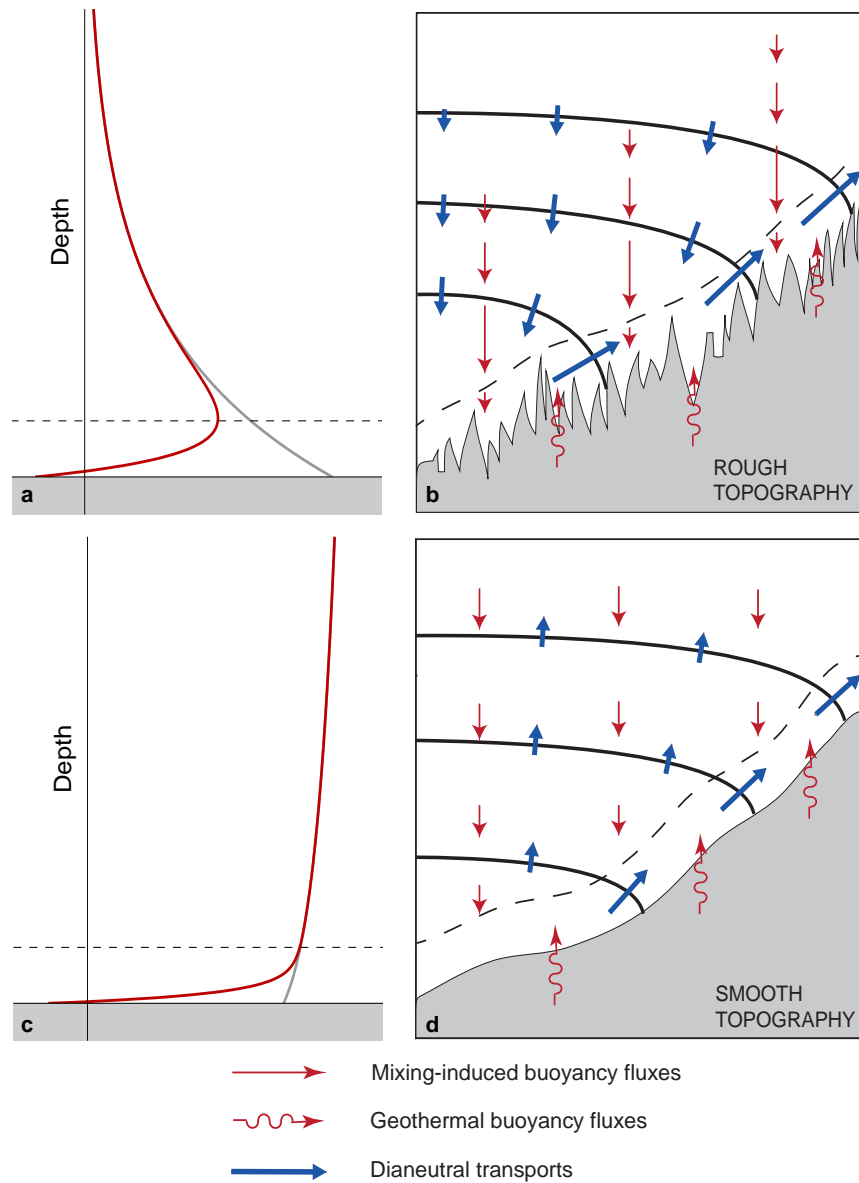 Depth
a
b
ROUGH
TOPOGRAPHY
Depth
c
d
SMOOTH
TOPOGRAPHY
Mixing-induced buoyancy fluxes
Geothermal buoyancy fluxes
Dianeutral transports